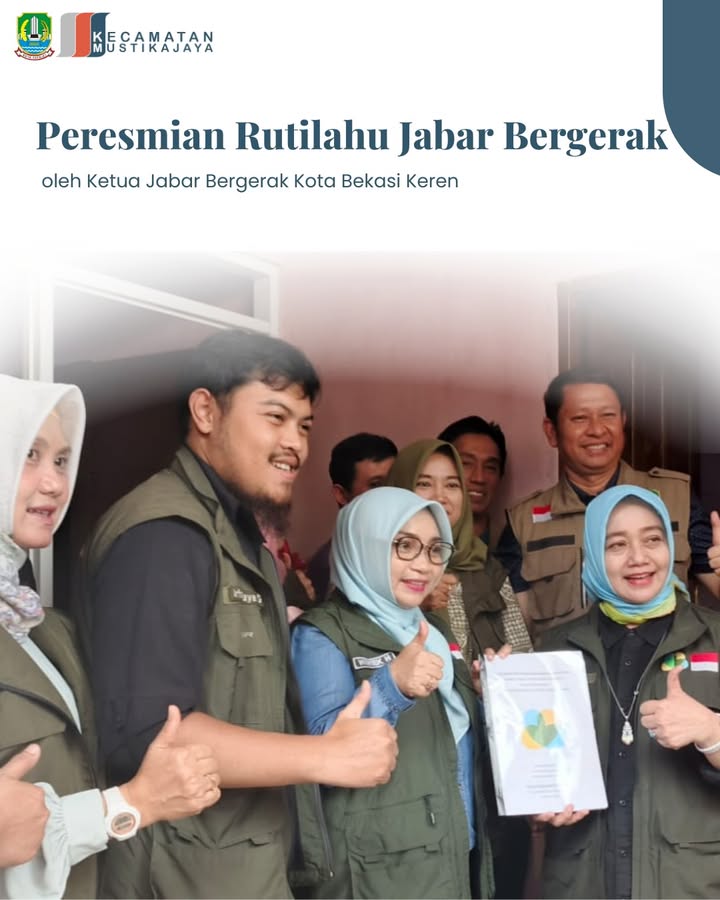 KECAMATAN
MUSTIKAJAYA
Peresmian Rutilahu Jabar Bergerak
oleh Ketua Jabar Bergerak Kota Bekasi Keren